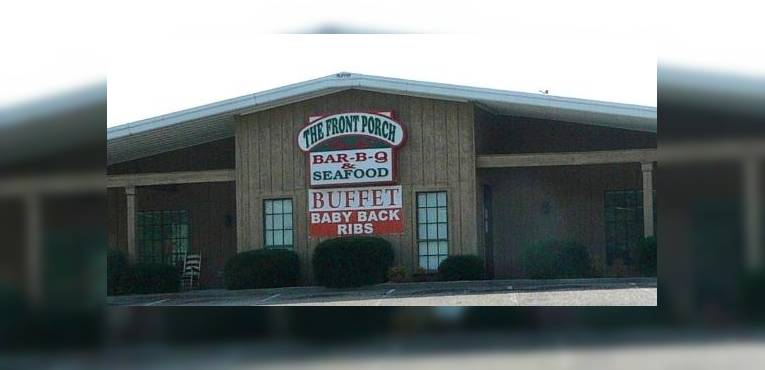 THE FRONT PORCH
BAR-B-Q
&
SEAFOOD
BUFFET
BABY BACK
RIBS